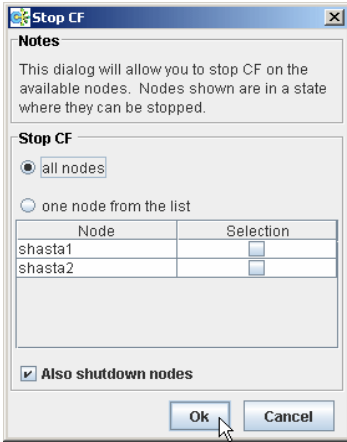 Stop CF
Notes
This dialog will allow you to stop CF on the
available nodes. Nodes shown are in a state
where they can be stopped.
Stop CF
all nodes
one node from the list
Node Selection
shasta1
shasta2
Also shutdown nodes
Ok Cancel